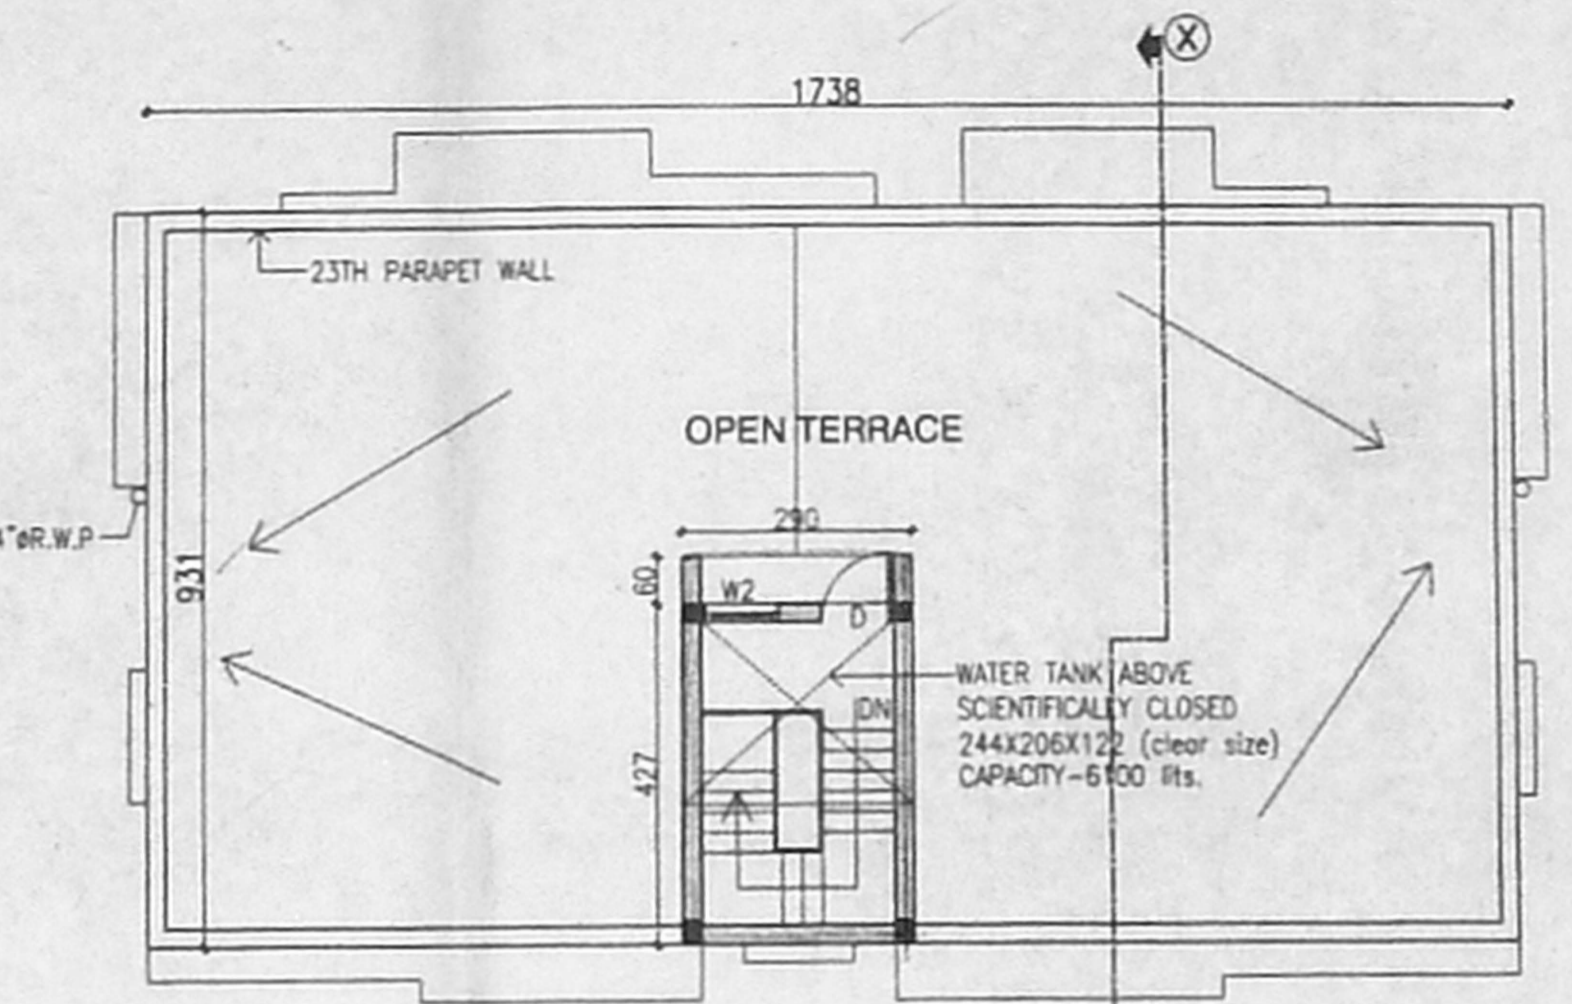 X
1738
23TH PARAPET WALL
OPEN TERRACE
290
"øR.W.P
931
60
W2
D
WATER TANK ABOVE
DN
SCIENTIFICALLY CLOSED
244X206X122 (clear size)
427
CAPACITY-6100 lits.